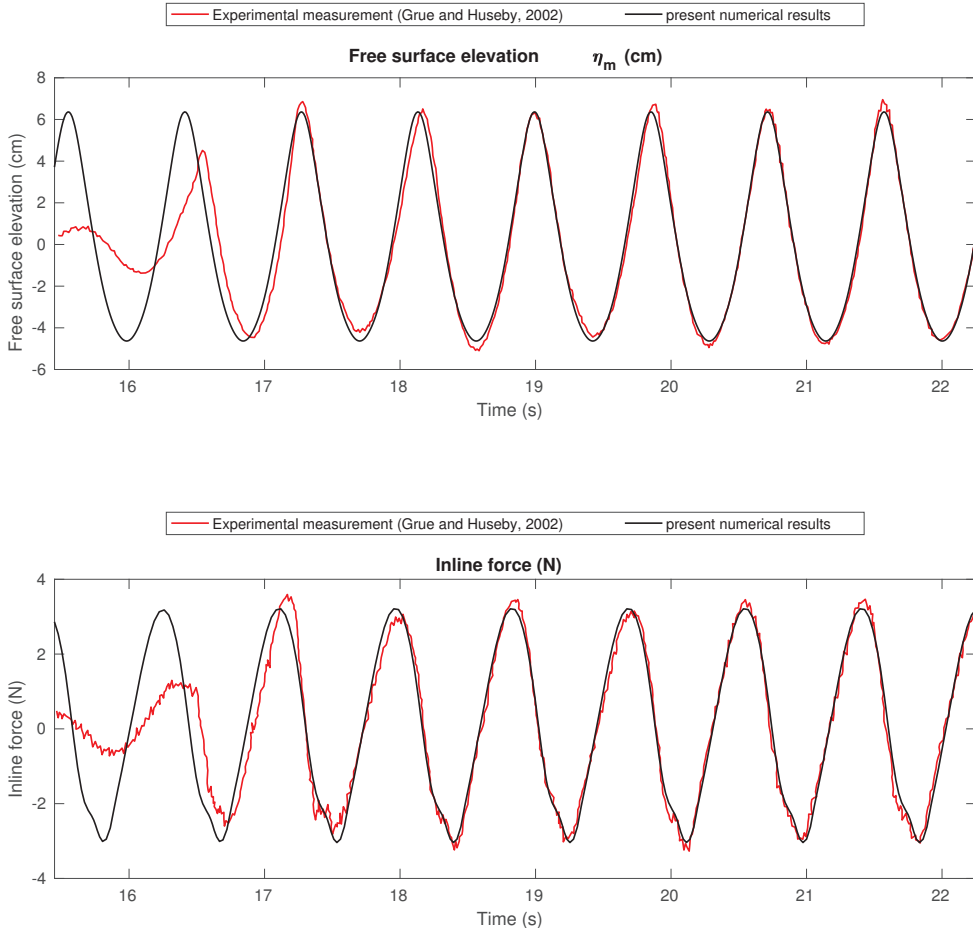 Experimental measurement (Grue and Huseby, 2002) present numerical results
Free surface elevation ηm (cm)
8
6
4
2
0
-2
-4
-6
Free surface elevation (cm)
16 17 18 19 20 21 22
Time (s)
Experimental measurement (Grue and Huseby, 2002) present numerical results
Inline force (N)
4
2
0
-2
-4
Inline force (N)
16 17 18 19 20 21 22
Time (s)